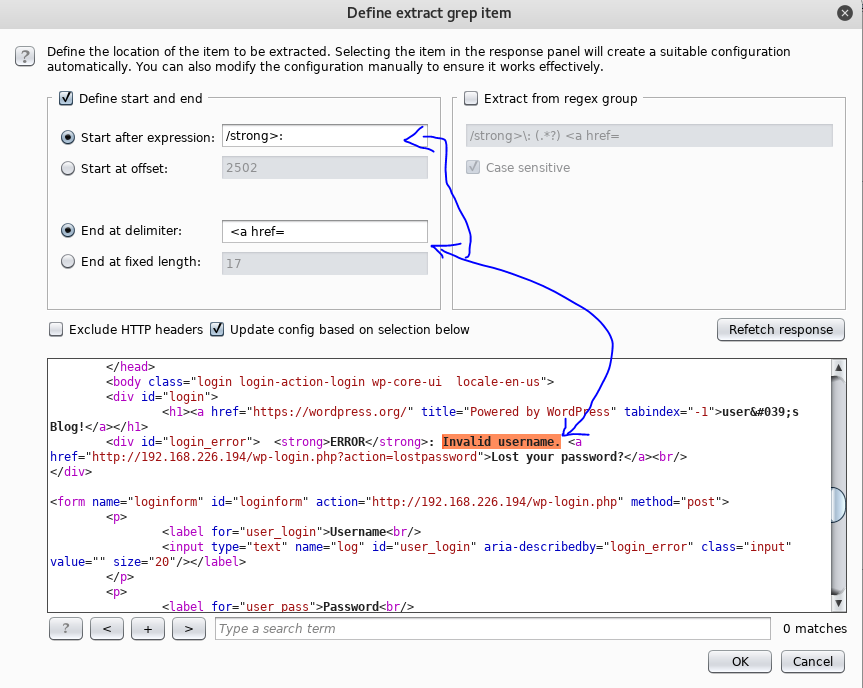 Define extract grep item
? Define the location of the item to be extracted. Selecting the item in the response panel will create a suitable configuration
automatically. You can also modify the configuration manually to ensure it works effectively.
Define start and end
Start after expression: /strong>:
Start at offset: 2502
End at delimiter: <a href=
End at fixed length: 17
Extract from regex group
/strong>\: (.*?) <a href=
Case sensitive
Exclude HTTP headers Update config based on selection below Refetch response
</head>
<body class="login login-action-login wp-core-ui  locale-en-us">
<div id="login">
<h1><a href="https://wordpress.org/" title="Powered by WordPress" tabindex="-1">user&#039;s
Blog!</a></h1>
<div id="login_error">  <strong>ERROR</strong>: Invalid username. <a
href="http://192.168.226.194/wp-login.php?action=lostpassword">Lost your password?</a><br/>
</div>
<form name="loginform" id="loginform" action="http://192.168.226.194/wp-login.php" method="post">
<p>
<label for="user_login">Username<br/>
<input type="text" name="log" id="user_login" aria-describedby="login_error" class="input"
value="" size="20"/></label>
</p>
<p>
<label for="user_pass">Password<br/>
? < + > Type a search term 0 matches
OK Cancel